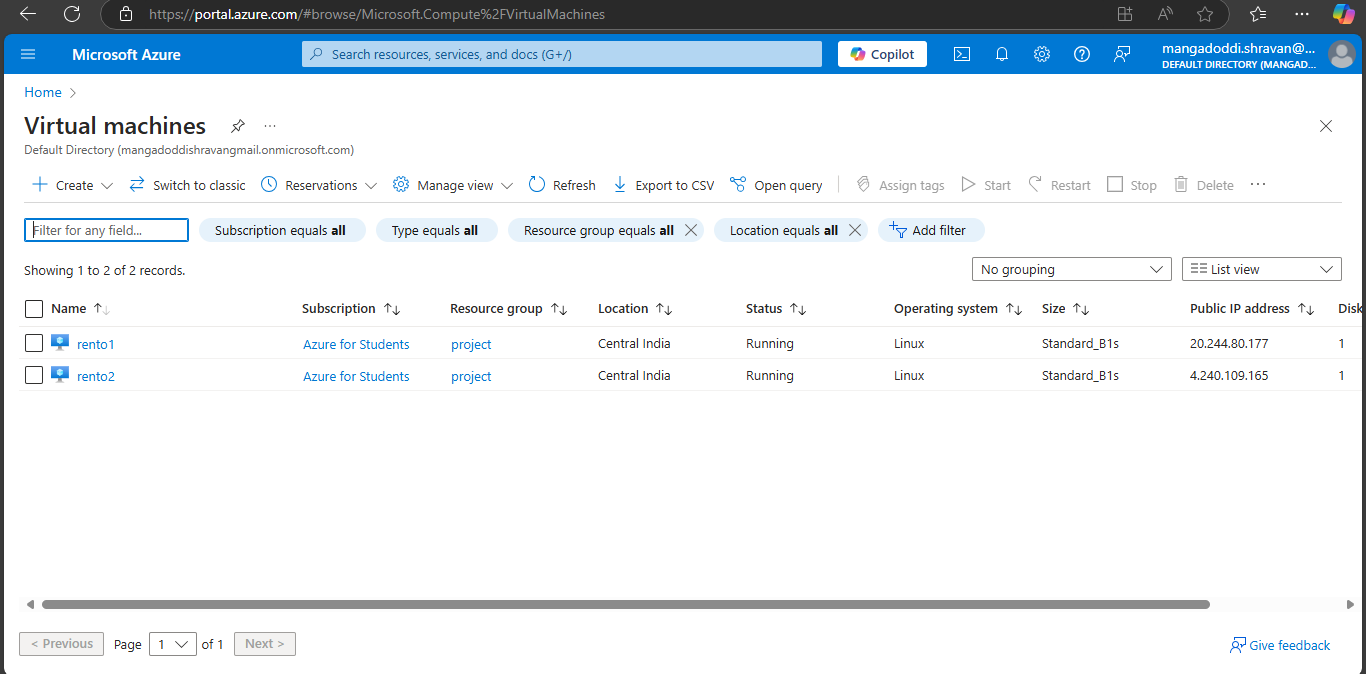 https://portal.azure.com/#browse/Microsoft.Compute%2FVirtualMachines
Microsoft Azure
Search resources, services, and docs (G+/)
Copilot
mangadoddi.shravan@...
DEFAULT DIRECTORY (MANGAD...
Home
Virtual machines
Default Directory (mangadoddishravangmail.onmicrosoft.com)
Create Switch to classic Reservations Manage view Refresh Export to CSV Open query Assign tags Start Restart Stop Delete
Filter for any field... Subscription equals all Type equals all Resource group equals all Location equals all Add filter
Showing 1 to 2 of 2 records. No grouping List view
Name Subscription Resource group Location Status Operating system Size Public IP address Disk
rento1 Azure for Students project Central India Running Linux Standard_B1s 20.244.80.177 1
rento2 Azure for Students project Central India Running Linux Standard_B1s 4.240.109.165 1
< Previous Page 1 of 1 Next > Give feedback